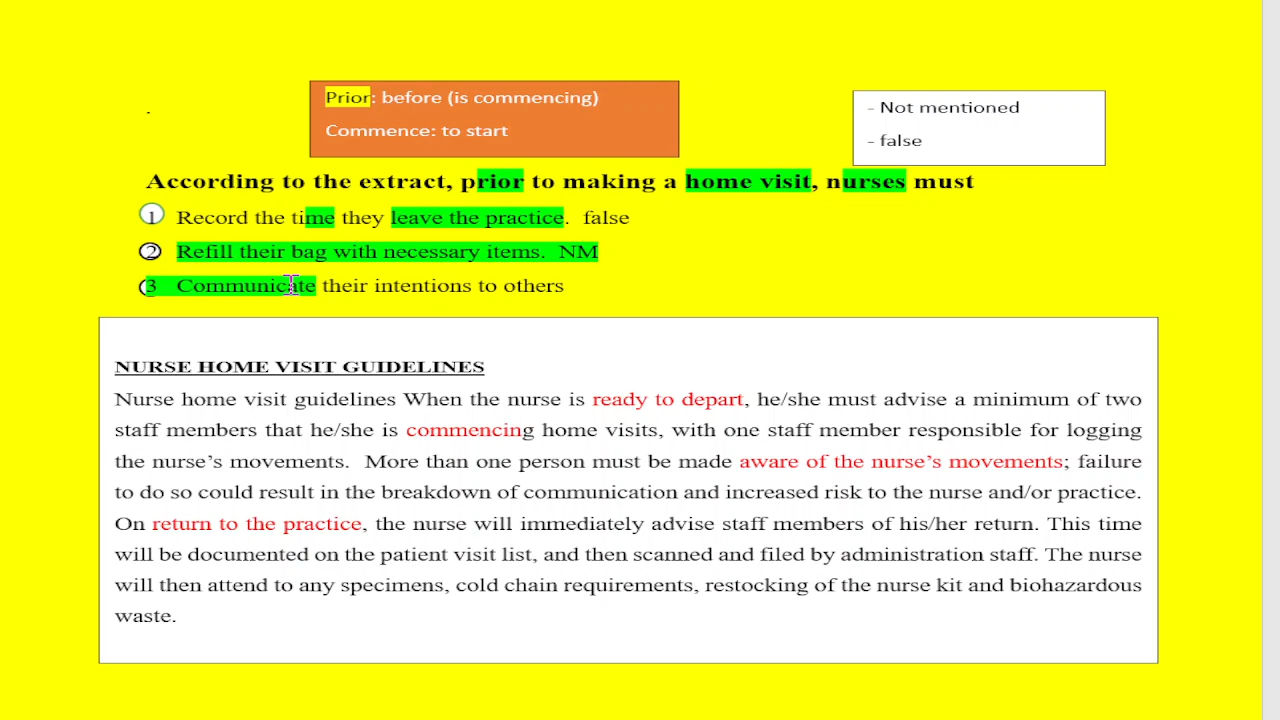 Prior: before (is commencing)
Commence: to start
- Not mentioned
- false
According to the extract, prior to making a home visit, nurses must
1 Record the time they leave the practice. false
2 Refill their bag with necessary items. NM
3 Communicate their intentions to others
NURSE HOME VISIT GUIDELINES
Nurse home visit guidelines When the nurse is ready to depart, he/she must advise a minimum of two
staff members that he/she is commencing home visits, with one staff member responsible for logging
the nurse's movements. More than one person must be made aware of the nurse's movements; failure
to do so could result in the breakdown of communication and increased risk to the nurse and/or practice.
On return to the practice, the nurse will immediately advise staff members of his/her return. This time
will be documented on the patient visit list, and then scanned and filed by administration staff. The nurse
will then attend to any specimens, cold chain requirements, restocking of the nurse kit and biohazardous
waste.